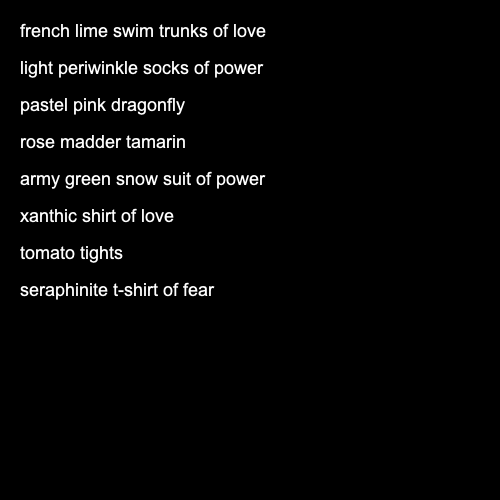 french lime swim trunks of love
light periwinkle socks of power
pastel pink dragonfly
rose madder tamarin
army green snow suit of power
xanthic shirt of love
tomato tights
seraphinite t-shirt of fear